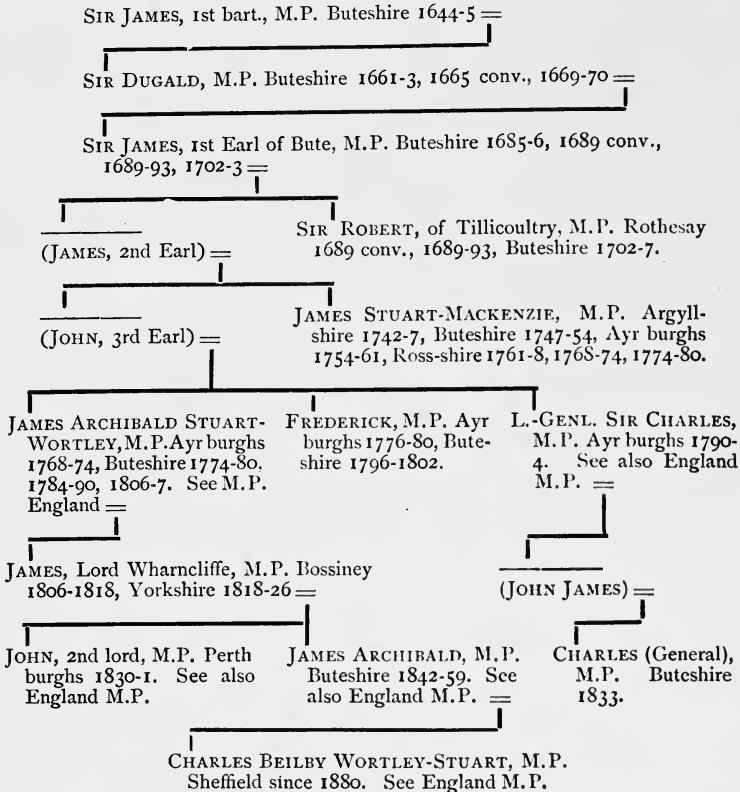 SIR JAMES, 1st bart., M.P. Buteshire 1644-5 =
SIR DUGALD, M.P. Buteshire 1661-3, 1665 conv., 1669-70 =
SIR JAMES, 1st Earl of Bute, M.P. Buteshire 1685-6, 1689 conv.,
1689-93, 1702-3 =
(JAMES, 2nd Earl) =
SIR ROBERT, of Tillicoultry, M.P. Rothesay
1689 conv., 1689-93, Buteshire 1702-7.
(JOHN, 3rd Earl) =
JAMES STUART-MACKENZIE, M.P. Argyll-
shire 1742-7, Buteshire 1747-54, Ayr burghs
1754-61, Ross-shire 1761-8, 1768-74, 1774-80.
JAMES ARCHIBALD STUART-
WORTLEY, M.P. Ayr burghs
1768-74, Buteshire 1774-80,
1784-90, 1806-7. See M.P.
England =
FREDERICK, M.P. Ayr
burghs 1776-80, Bute-
shire 1796-1802.
L.-GENL. SIR CHARLES,
M.P. Ayr burghs 1790-
4. See also England
M.P. =
JAMES, Lord Wharncliffe, M.P. Bossiney
1806-1818, Yorkshire 1818-26 =
(JOHN JAMES) =
JOHN, 2nd lord, M.P. Perth
burghs 1830-1. See also
England M.P.
JAMES ARCHIBALD, M.P.
Buteshire 1842-59. See
also England M.P. =
CHARLES (General),
M.P. Buteshire
1833.
CHARLES BEILBY WORTLEY-STUART, M.P.
Sheffield since 1880. See England M.P.